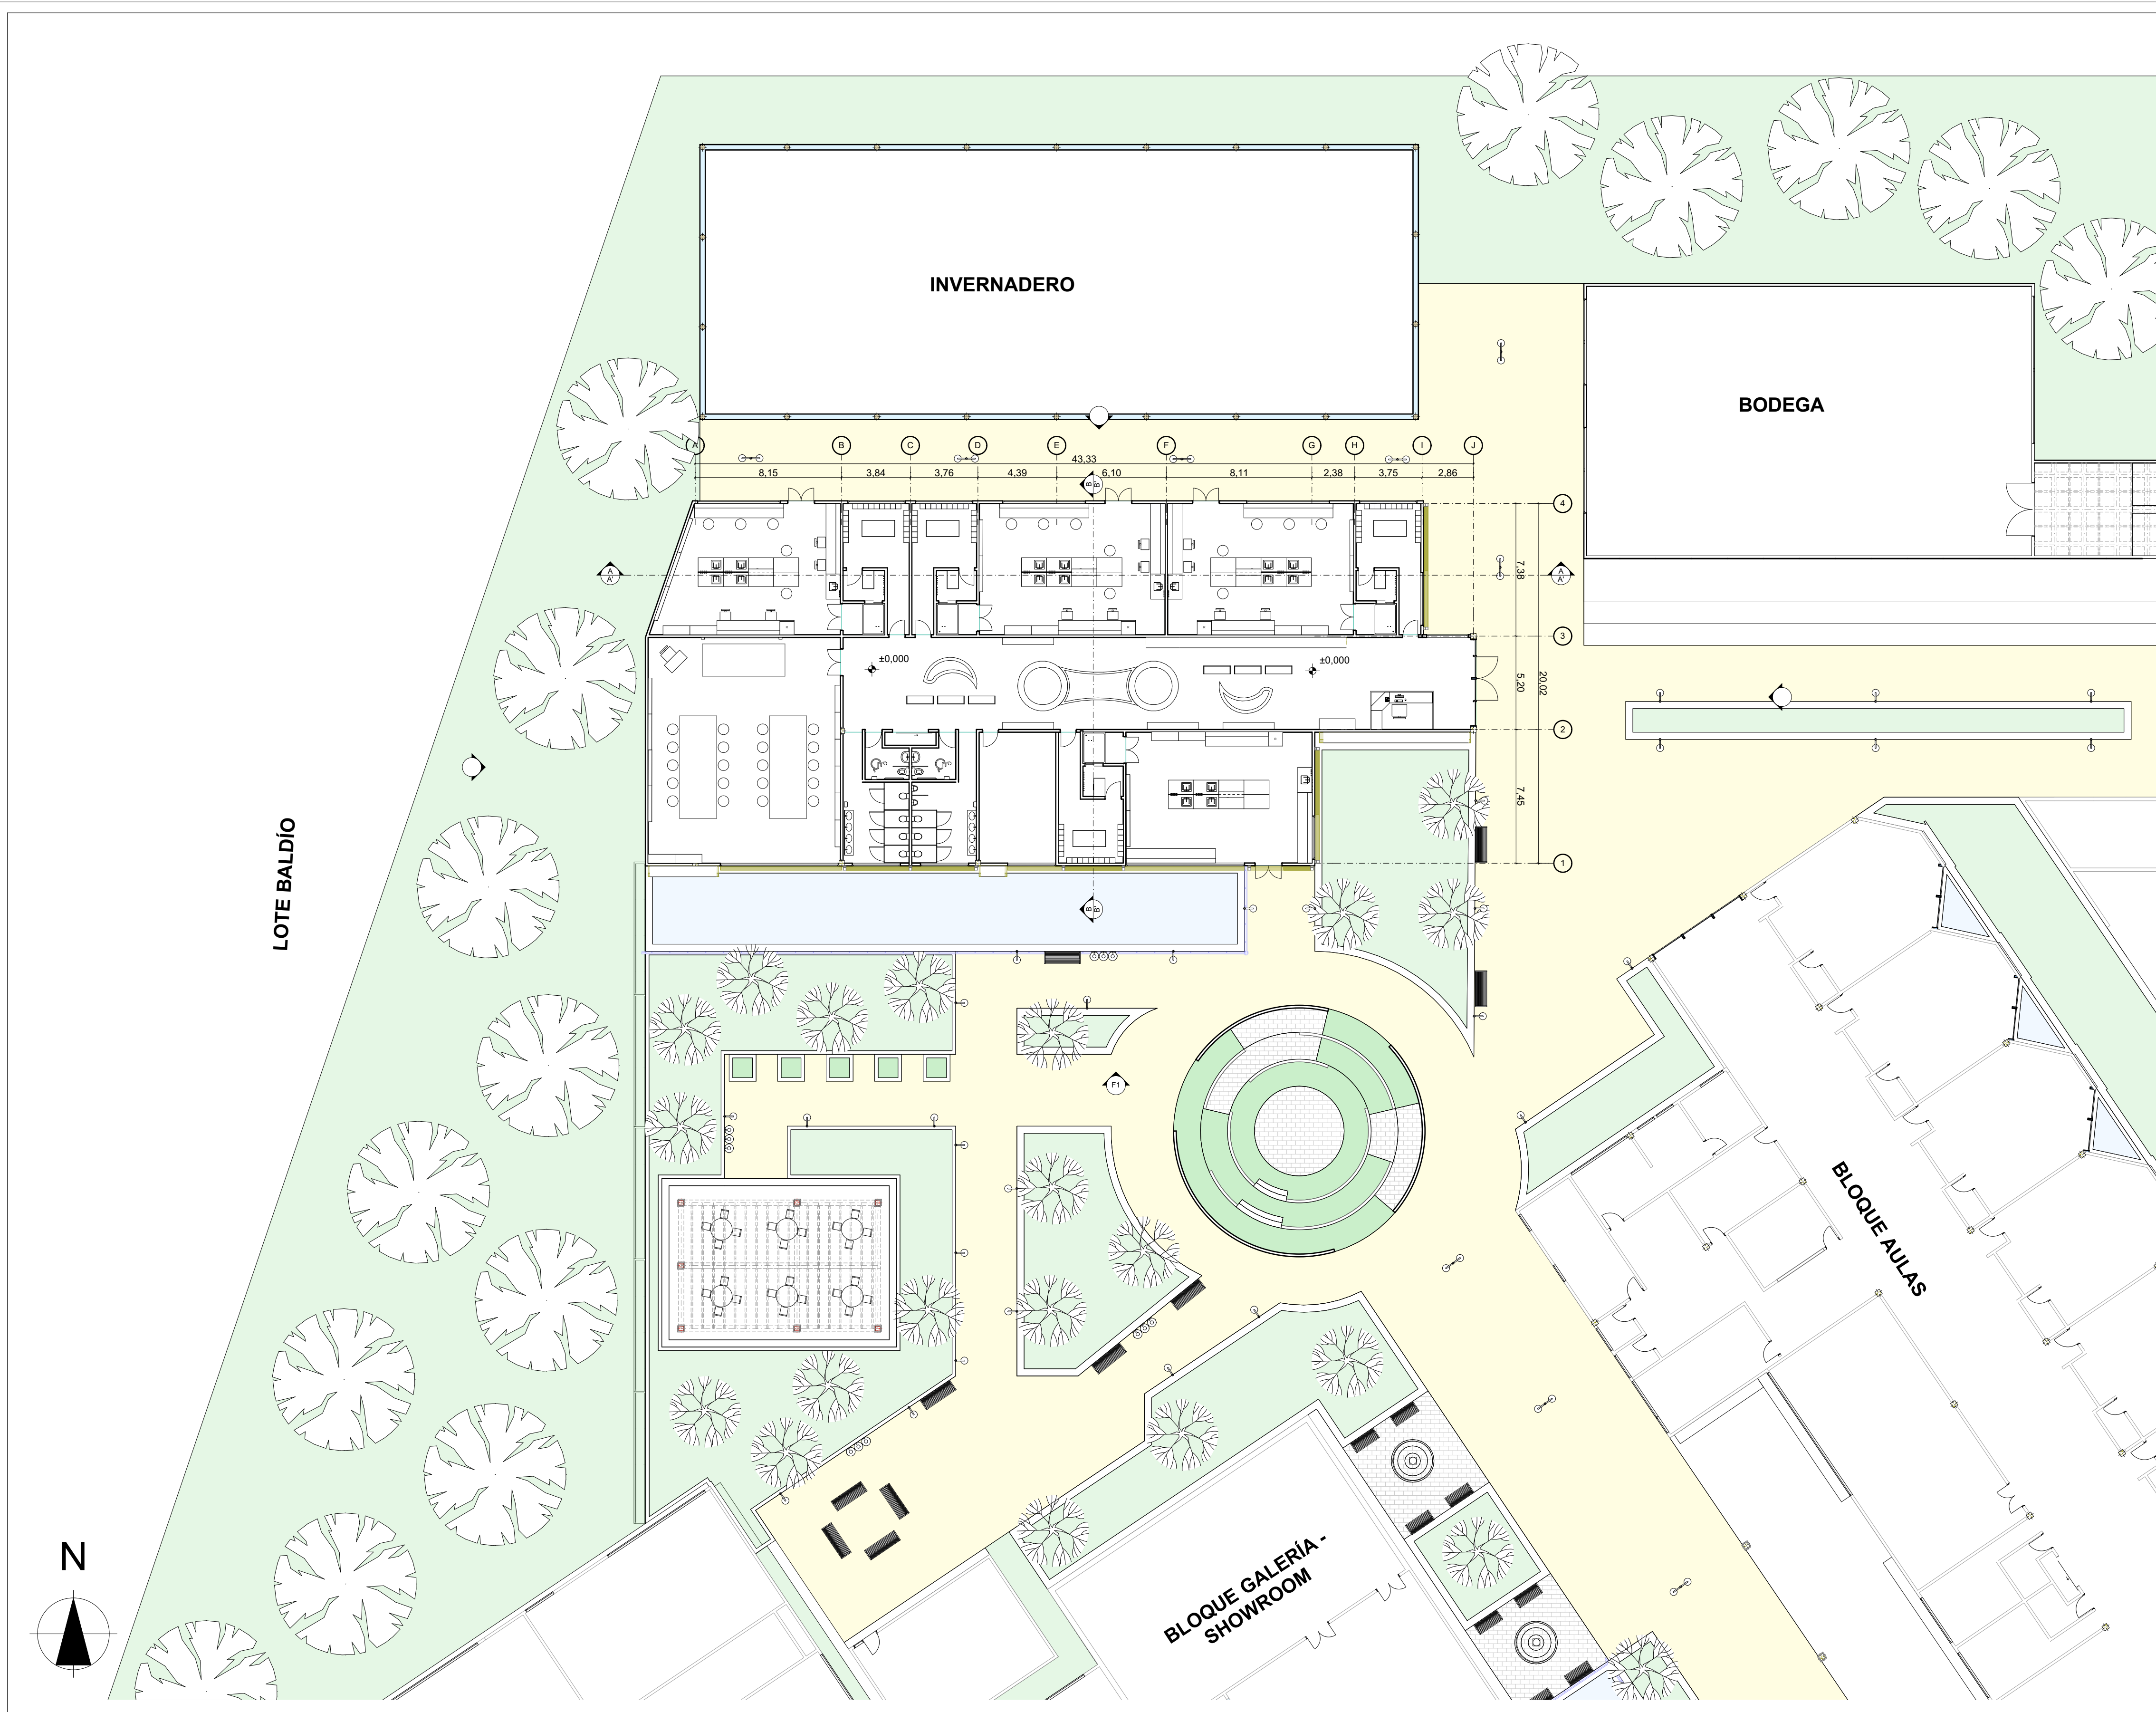 INVERNADERO
BODEGA
A B C D E F G H I J
43,33
8,15 3,84 3,76 4,39 6,10 8,11 2,38 3,75 2,86
B B'
4
A A'
7,38
A A'
3
±0,000
±0,000
5,20
20,02
2
7,45
1
LOTE BALDÍO
B B'
F1
BLOQUE AULAS
N
BLOQUE GALERÍA -
SHOWROOM